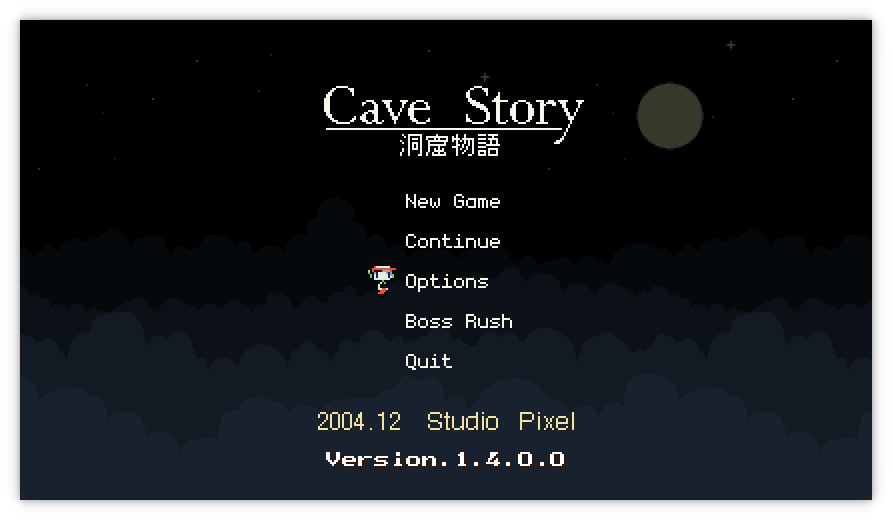 Cave Story
洞窟物語
New Game
Continue
Options
Boss Rush
Quit
2004.12 Studio Pixel
Version.1.4.0.0